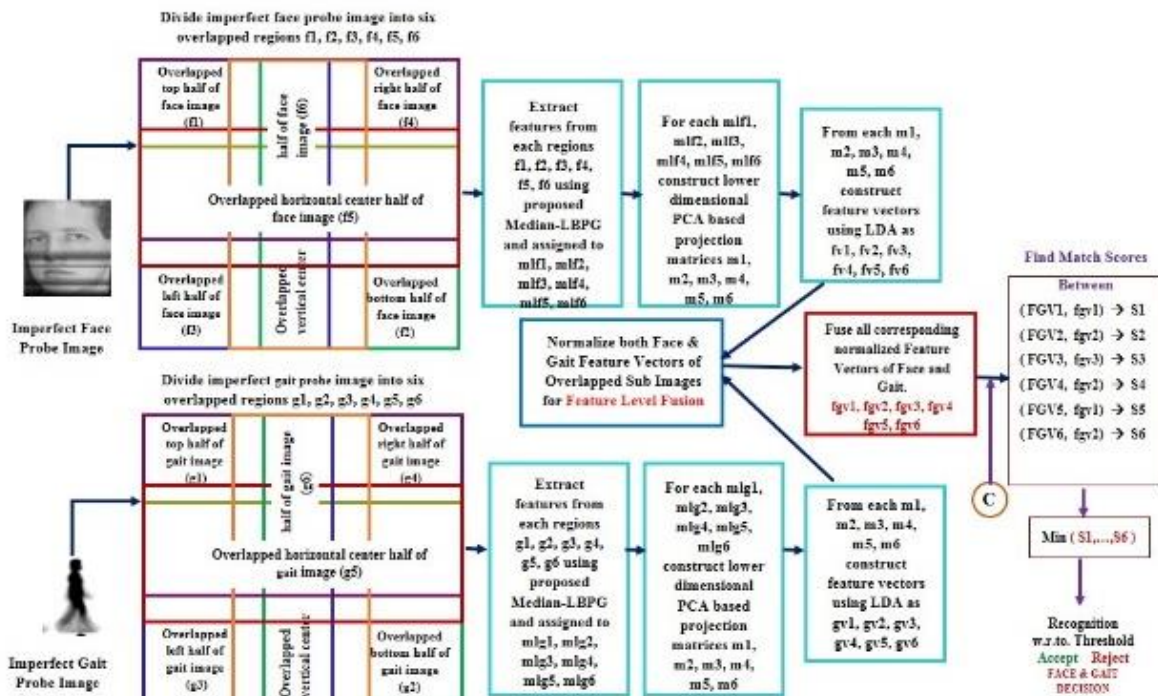 Divide imperfect face probe image into six
overlapped regions f1, f2, f3, f4, f5, f6
Overlapped
top half of
face image
(f1)
half of face
image (f6)
Overlapped
right half of
face image
(f4)
Overlapped horizontal center half of
face image (f5)
Overlapped
left half of
face image
(f3)
Overlapped
vertical center
Overlapped
bottom half of
face image
(f2)
Imperfect Face
Probe Image
Extract
features from
each regions
f1, f2, f3, f4,
f5, f6 using
proposed
Median-LBPG
and assigned to
mlf1, mlf2,
mlf3, mlf4,
mlf5, mlf6
For each mlf1,
mlf2, mlf3,
mlf4, mlf5, mlf6
construct lower
dimensional
PCA based
projection
matrices m1,
m2, m3, m4,
m5, m6
From each m1,
m2, m3, m4,
m5, m6
construct
feature vectors
using LDA as
fv1, fv2, fv3,
fv4, fv5, fv6
Normalize both Face &
Gait Feature Vectors of
Overlapped Sub Images
for Feature Level Fusion
Fuse all corresponding
normalized Feature
Vectors of Face and
Gait.
fgv1, fgv2, fgv3, fgv4
fgv5, fgv6
Divide imperfect gait probe image into six
overlapped regions g1, g2, g3, g4, g5, g6
Overlapped
top half of
gait image
(g1)
half of gait image
(g6)
Overlapped
right half of
gait image
(g4)
Overlapped horizontal center half of
gait image (g5)
Overlapped
left half of
gait image
(g3)
Overlapped
vertical center
Overlapped
bottom half of
gait image
(g2)
Imperfect Gait
Probe Image
Extract
features from
each regions
g1, g2, g3, g4,
g5, g6 using
proposed
Median-LBPG
and assigned to
mlg1, mlg2,
mlg3, mlg4,
mlg5, mlg6
For each mlg1,
mlg2, mlg3,
mlg4, mlg5,
mlg6
construct lower
dimensional
PCA based
projection
matrices m1,
m2, m3, m4,
m5, m6
From each m1,
m2, m3, m4,
m5, m6
construct
feature vectors
using LDA as
gv1, gv2, gv3,
gv4, gv5, gv6
C
Find Match Scores
Between
(FGV1, fgv1) → S1
(FGV2, fgv2) → S2
(FGV3, fgv3) → S3
(FGV4, fgv2) → S4
(FGV5, fgv1) → S5
(FGV6, fgv2) → S6
Min (S1,...,S6)
Recognition
w.r.to. Threshold
Accept Reject
FACE & GAIT
DECISION